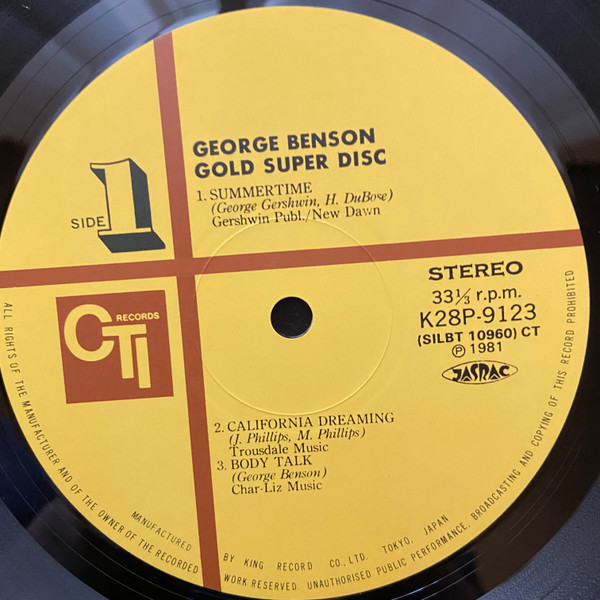 GEORGE BENSON
GOLD SUPER DISC
1. SUMMERTIME
(George Gershwin, H. DuBose)
Gershwin Publ./New Dawn
SIDE 1
CTI RECORDS
STEREO
33⅓ r.p.m.
K28P-9123
(SILBT 10960) CT
Ⓟ 1981
JASRAC
2. CALIFORNIA DREAMING
(J. Phillips, M. Phillips)
Trousdale Music
3. BODY TALK
(George Benson)
Char-Liz Music
MANUFACTURED BY KING RECORD CO., LTD. TOKYO, JAPAN
ALL RIGHTS OF THE MANUFACTURER AND OF THE OWNER OF THE RECORDED WORK RESERVED. UNAUTHORISED PUBLIC PERFORMANCE, BROADCASTING AND COPYING OF THIS RECORD PROHIBITED